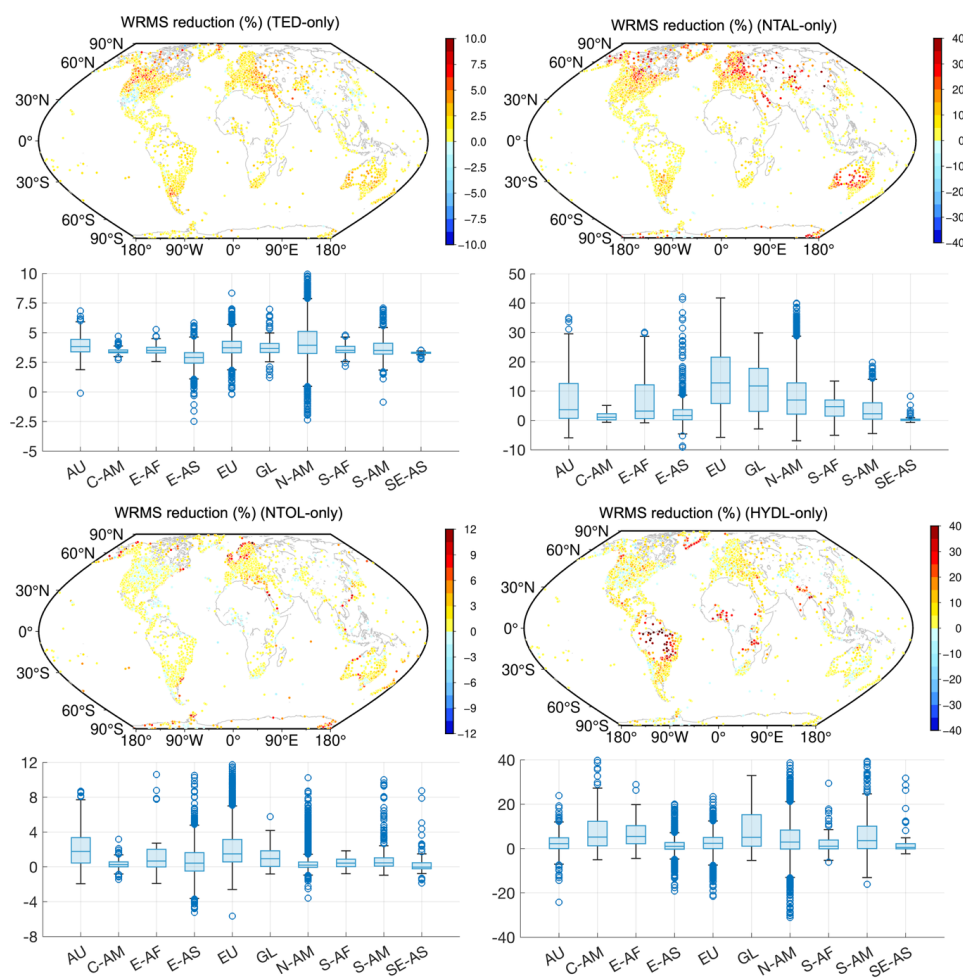 WRMS reduction (%) (TED-only)
90°N
60°N
30°N
0°
30°S
60°S
90°S
180° 90°W 0° 90°E 180°
10.0
7.5
5.0
2.5
0.0
−2.5
−5.0
−7.5
−10.0
WRMS reduction (%) (NTAL-only)
90°N
60°N
30°N
0°
30°S
60°S
90°S
180° 90°W 0° 90°E 180°
40
30
20
10
0
−10
−20
−30
−40
10
7.5
5
2.5
0
-2.5
-5
AU C-AM E-AF E-AS EU GL N-AM S-AF S-AM SE-AS
50
40
30
20
10
0
-10
AU C-AM E-AF E-AS EU GL N-AM S-AF S-AM SE-AS
WRMS reduction (%) (NTOL-only)
90°N
60°N
30°N
0°
30°S
60°S
90°S
180° 90°W 0° 90°E 180°
12
9
6
3
0
−3
−6
−9
−12
WRMS reduction (%) (HYDL-only)
90°N
60°N
30°N
0°
30°S
60°S
90°S
180° 90°W 0° 90°E 180°
40
30
20
10
0
−10
−20
−30
−40
12
8
4
0
-4
-8
AU C-AM E-AF E-AS EU GL N-AM S-AF S-AM SE-AS
40
20
0
-20
-40
AU C-AM E-AF E-AS EU GL N-AM S-AF S-AM SE-AS